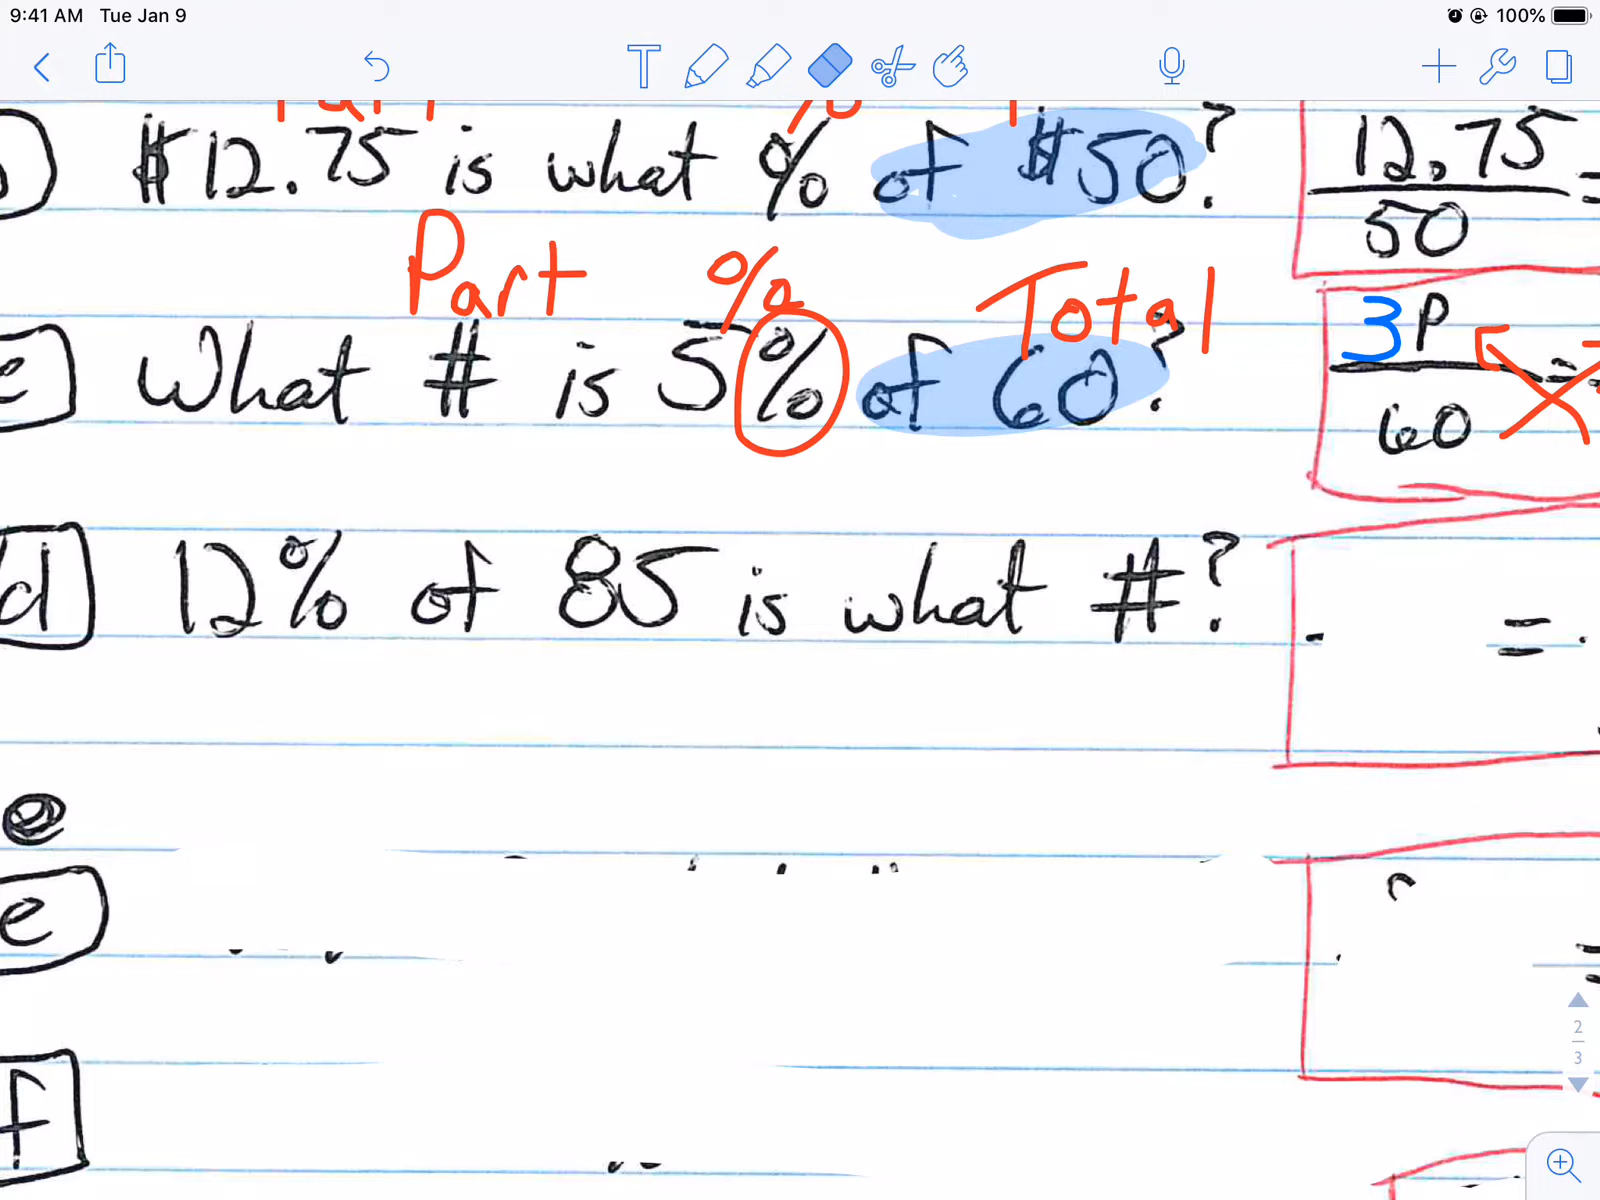 9:41 AM Tue Jan 9
100%
$12.75 is what % of $50?
12.75
=
50
Part % Total
What # is 5% of 60?
3 P
=
60
d 12% of 85 is what #?
=
e
e
=
f
2
3